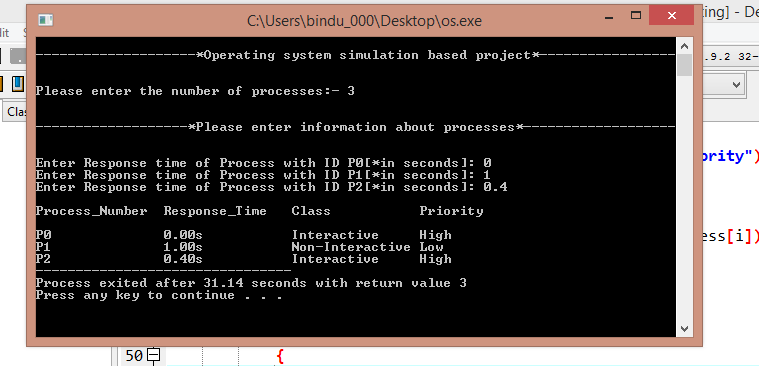 C:\Users\bindu_000\Desktop\os.exe
ting] - De
--------------------*Operating system simulation based project*-----------------
.9.2 32-
Please enter the number of processes:- 3
Clas
-------------------*Please enter information about processes*-------------------
ority")
Enter Response time of Process with ID P0[*in seconds]: 0
Enter Response time of Process with ID P1[*in seconds]: 1
Enter Response time of Process with ID P2[*in seconds]: 0.4
Process_Number Response_Time Class Priority
P0 0.00s Interactive High
ess[i])
P1 1.00s Non-Interactive Low
P2 0.40s Interactive High
--------------------------------
Process exited after 31.14 seconds with return value 3
Press any key to continue . . .
50 {